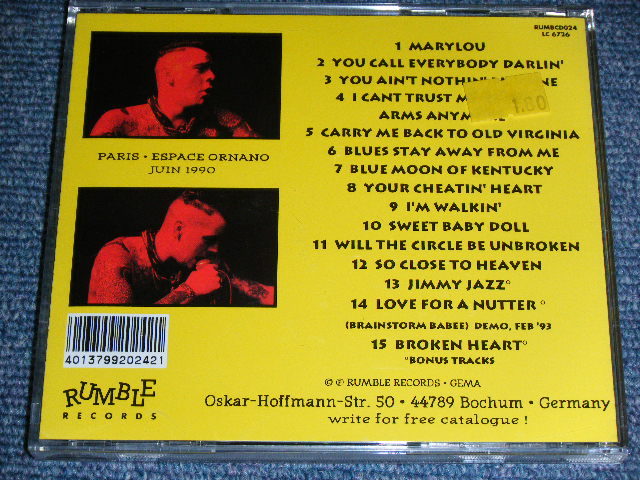 RUMBCD024
LC 6726
1 MARYLOU
2 YOU CALL EVERYBODY DARLIN'
3 YOU AIN'T NOTHIN'
4 I CANT TRUST
ARMS
1.80
5 CARRY ME BACK TO OLD VIRGINIA
6 BLUES STAY AWAY FROM ME
7 BLUE MOON OF KENTUCKY
8 YOUR CHEATIN' HEART
9 I'M WALKIN'
10 SWEET BABY DOLL
11 WILL THE CIRCLE BE UNBROKEN
12 SO CLOSE TO HEAVEN
13 JIMMY JAZZ°
14 LOVE FOR A NUTTER °
(BRAINSTORM BABEE) DEMO, FEB '93
15 BROKEN HEART°
°BONUS TRACKS
PARIS • ESPACE ORNANO
JUIN 1990
4013799202421
RUMBLE
RECORDS
© ℗ RUMBLE RECORDS • GEMA
Oskar-Hoffmann-Str. 50 • 44789 Bochum • Germany
write for free catalogue !